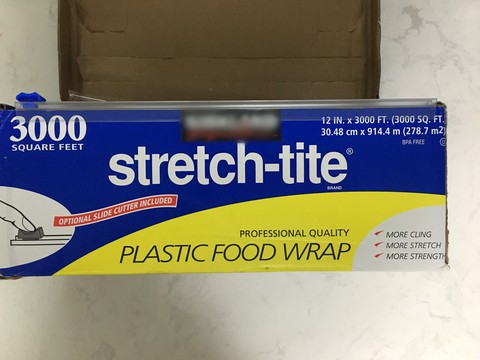 3000
SQUARE FEET
12 IN. x 3000 FT. (3000 SQ. FT.
30.48 cm x 914.4 m (278.7 m2)
BPA FREE
stretch-tite®
BRAND
OPTIONAL SLIDE CUTTER INCLUDED
PROFESSIONAL QUALITY
PLASTIC FOOD WRAP
MORE CLING
MORE STRETCH
MORE STRENGTH